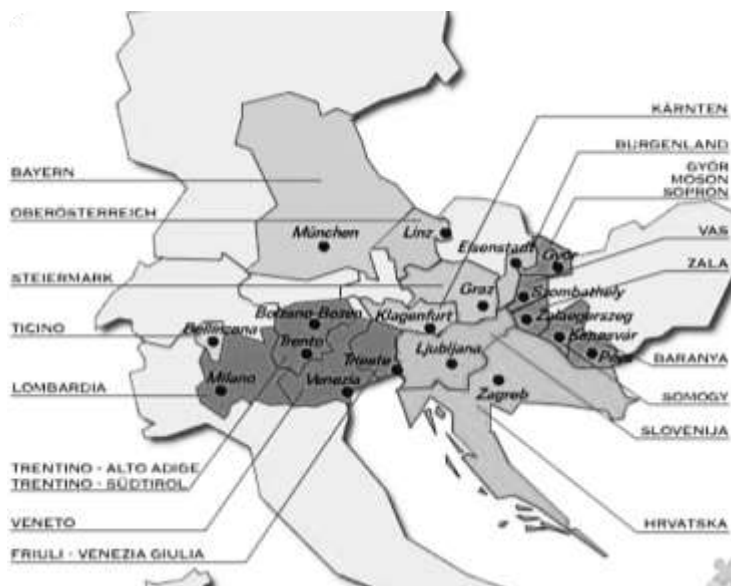 KÄRNTEN
BURGENLAND
GYÖR
MOSON
SOPRON
BAYERN
OBERÖSTERREICH
München
Linz
Eisenstadt
Györ
VAS
ZALA
STEIERMARK
Graz
Szombathely
Zalaegerszeg
Bolzano-Bozen
Klagenfurt
Kaposvár
TICINO
Bellinzona
Trento
Trieste
Ljubljana
Pécs
BARANYA
LOMBARDIA
Milano
Venezia
Zagreb
SOMOGY
SLOVENIJA
TRENTINO - ALTO ADIGE
TRENTINO - SÜDTIROL
VENETO
HRVATSKA
FRIULI - VENEZIA GIULIA